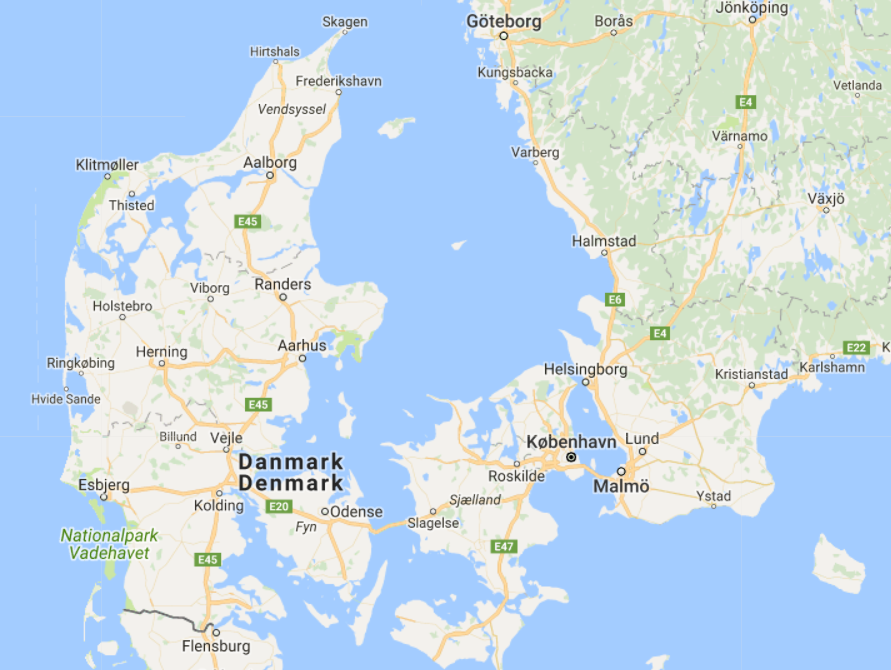 Jönköping
Göteborg
Borås
Skagen
Hirtshals
Kungsbacka
Frederikshavn
Vetlanda
E4
Vendsyssel
Värnamo
Varberg
Aalborg
Klitmøller
Thisted
Växjö
E45
Halmstad
Viborg
Randers
E6
Holstebro
E4
Aarhus
Herning
E22
K
Ringkøbing
Karlshamn
Helsingborg
Kristianstad
Hvide Sande
E45
Billund
Vejle
København
Lund
Danmark
Denmark
Roskilde
Malmö
Esbjerg
Kolding
E20
Odense
Sjælland
Ystad
Fyn
Slagelse
Nationalpark
Vadehavet
E47
E45
Flensburg